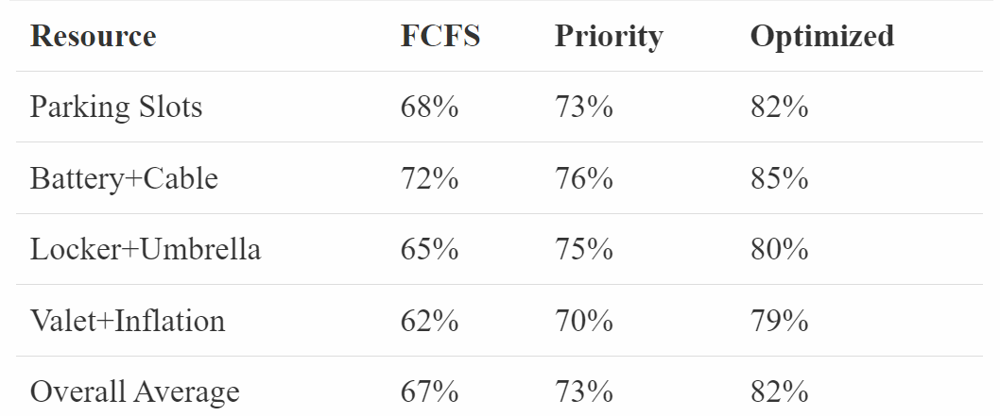 Resource FCFS Priority Optimized
Parking Slots 68% 73% 82%
Battery+Cable 72% 76% 85%
Locker+Umbrella 65% 75% 80%
Valet+Inflation 62% 70% 79%
Overall Average 67% 73% 82%